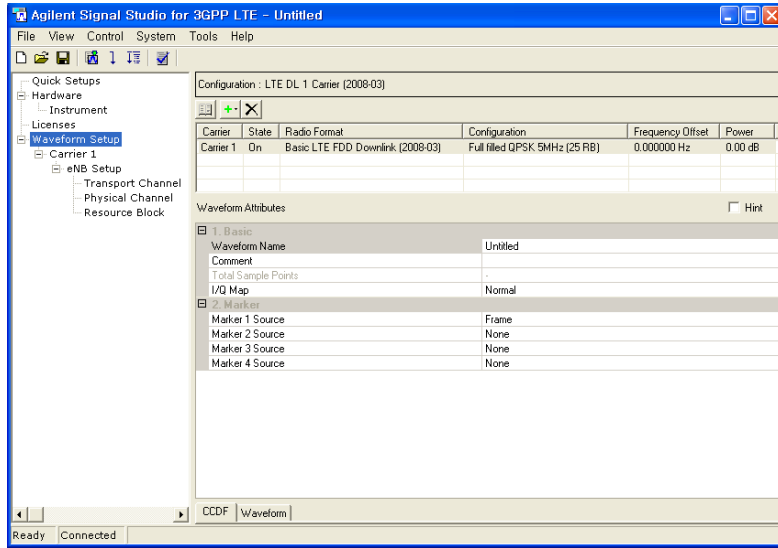 Agilent Signal Studio for 3GPP LTE - Untitled
File View Control System Tools Help
Quick Setups
Hardware
Instrument
Licenses
Waveform Setup
Carrier 1
eNB Setup
Transport Channel
Physical Channel
Resource Block
Configuration : LTE DL 1 Carrier (2008-03)
Carrier State Radio Format Configuration Frequency Offset Power
Carrier 1 On Basic LTE FDD Downlink (2008-03) Full filled QPSK 5MHz (25 RB) 0.000000 Hz 0.00 dB
Waveform Attributes Hint
1. Basic
Waveform Name Untitled
Comment
Total Sample Points -
I/Q Map Normal
2. Marker
Marker 1 Source Frame
Marker 2 Source None
Marker 3 Source None
Marker 4 Source None
CCDF Waveform
Ready Connected